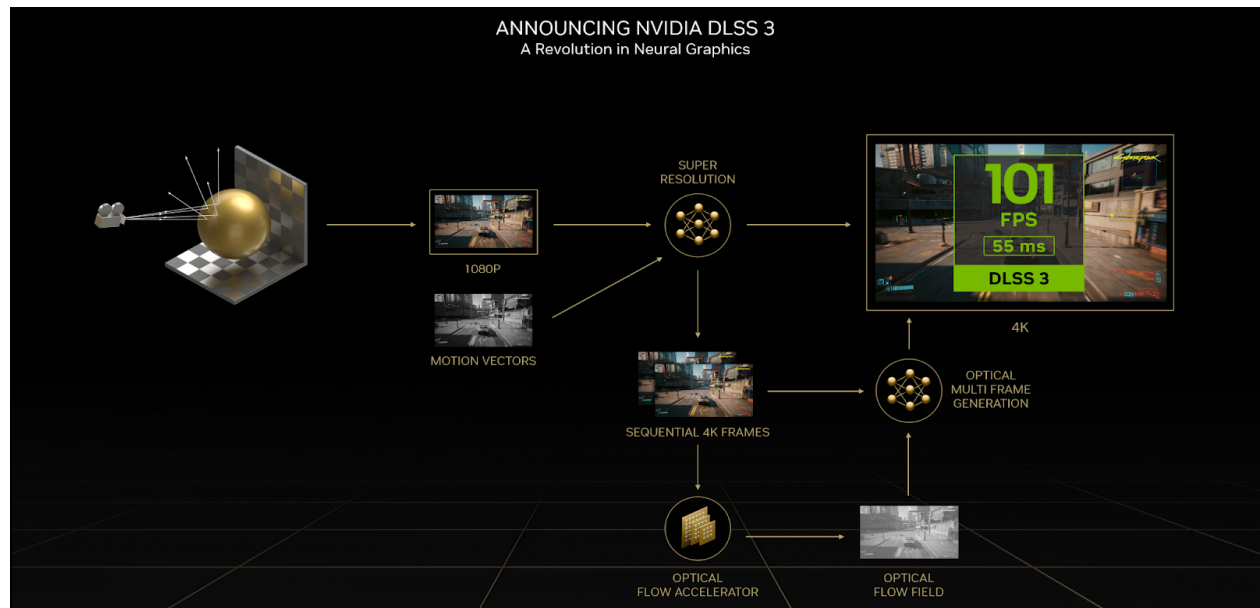 ANNOUNCING NVIDIA DLSS 3
A Revolution in Neural Graphics
SUPER
RESOLUTION
101
FPS
55 ms
DLSS 3
1080P
4K
MOTION VECTORS
OPTICAL
MULTI FRAME
GENERATION
SEQUENTIAL 4K FRAMES
OPTICAL
FLOW ACCELERATOR
OPTICAL
FLOW FIELD